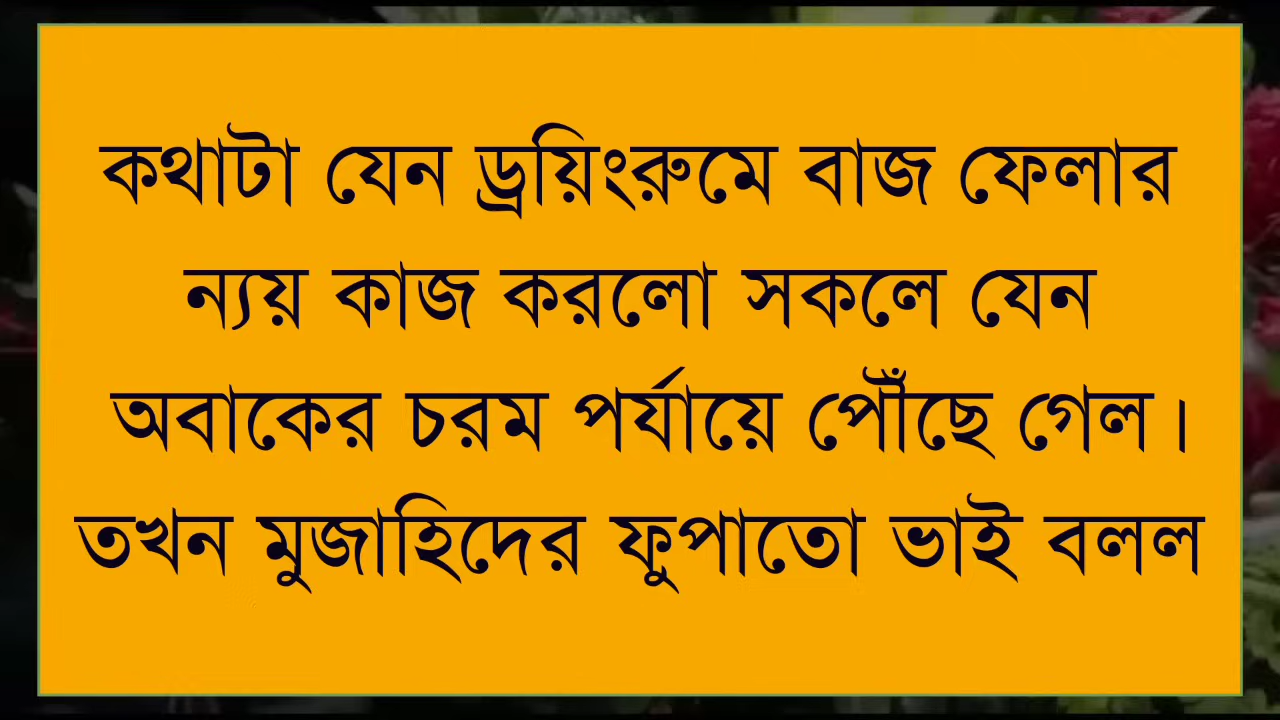 কথাটা যেন ড্রয়িংরুমে বাজ ফেলার
ন্যয় কাজ করলো সকলে যেন
অবাকের চরম পর্যায়ে পৌঁছে গেল।
তখন মুজাহিদের ফুপাতো ভাই বলল